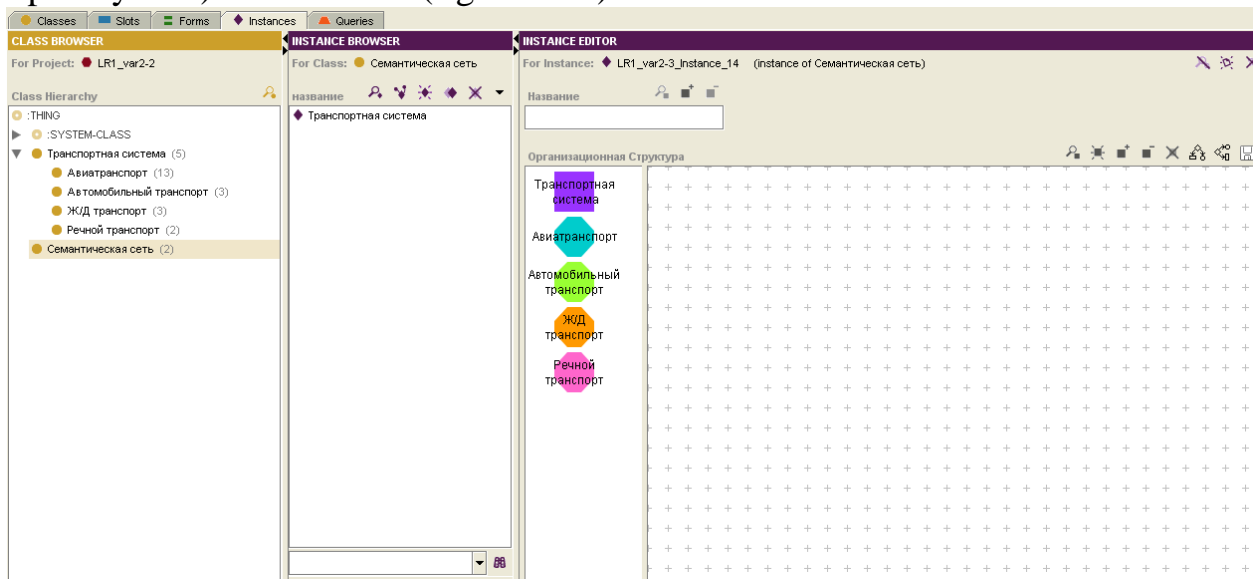 Classes Slots Forms Instances Queries
CLASS BROWSER
For Project: LR1_var2-2
Class Hierarchy
:THING
:SYSTEM-CLASS
Транспортная система (5)
Авиатранспорт (13)
Автомобильный транспорт (3)
Ж/Д транспорт (3)
Речной транспорт (2)
Семантическая сеть (2)
INSTANCE BROWSER
For Class: Семантическая сеть
название
Транспортная система
INSTANCE EDITOR
For Instance: LR1_var2-3_Instance_14 (instance of Семантическая сеть)
Название
Организационная Структура
Транспортная
система
Авиатранспорт
Автомобильный
транспорт
Ж/Д
транспорт
Речной
транспорт